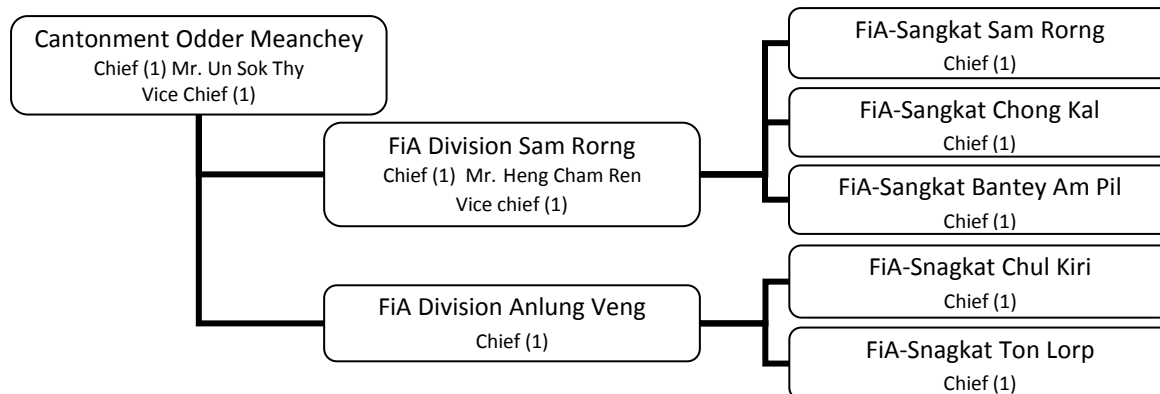 Cantonment Odder Meanchey
Chief (1) Mr. Un Sok Thy
Vice Chief (1)
FiA Division Sam Rorng
Chief (1) Mr. Heng Cham Ren
Vice chief (1)
FiA Division Anlung Veng
Chief (1)
FiA-Sangkat Sam Rorng
Chief (1)
FiA-Sangkat Chong Kal
Chief (1)
FiA-Sangkat Bantey Am Pil
Chief (1)
FiA-Snagkat Chul Kiri
Chief (1)
FiA-Snagkat Ton Lorp
Chief (1)